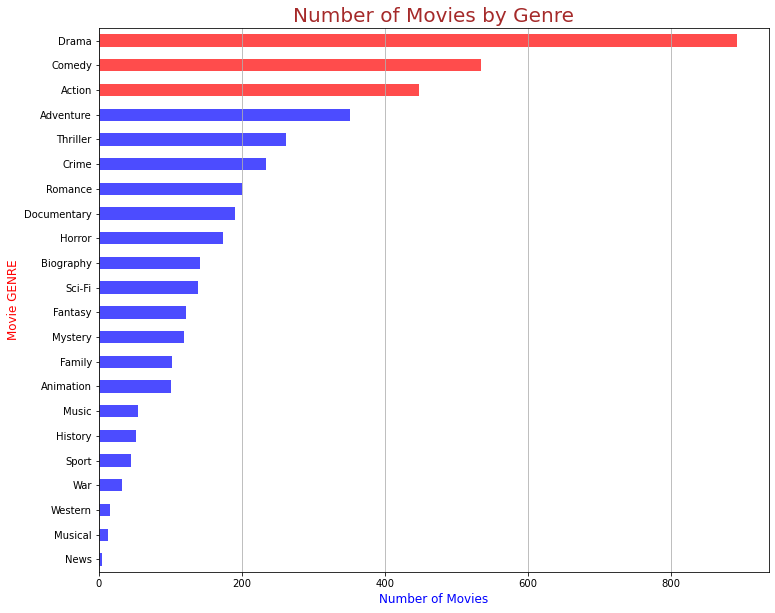 Number of Movies by Genre
Drama
Comedy
Action
Adventure
Thriller
Crime
Romance
Documentary
Horror
Biography
Sci-Fi
Fantasy
Mystery
Family
Animation
Music
History
Sport
War
Western
Musical
News
Movie GENRE
0 200 400 600 800
Number of Movies